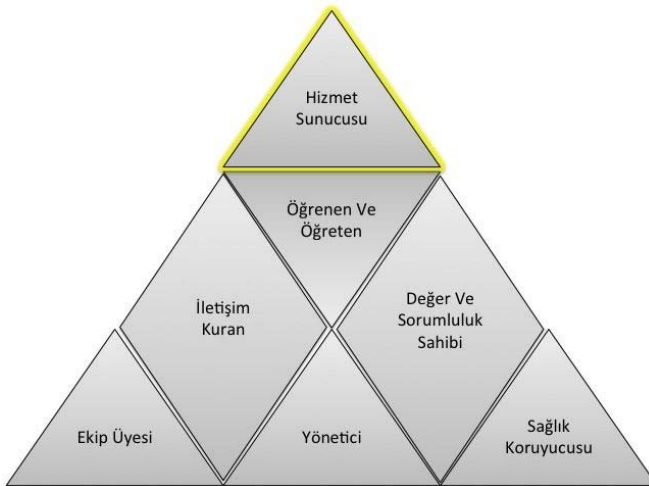 Hizmet
Sunucusu
Öğrenen Ve
Öğreten
İletişim
Kuran
Değer Ve
Sorumluluk
Sahibi
Ekip Üyesi
Yönetici
Sağlık
Koruyucusu